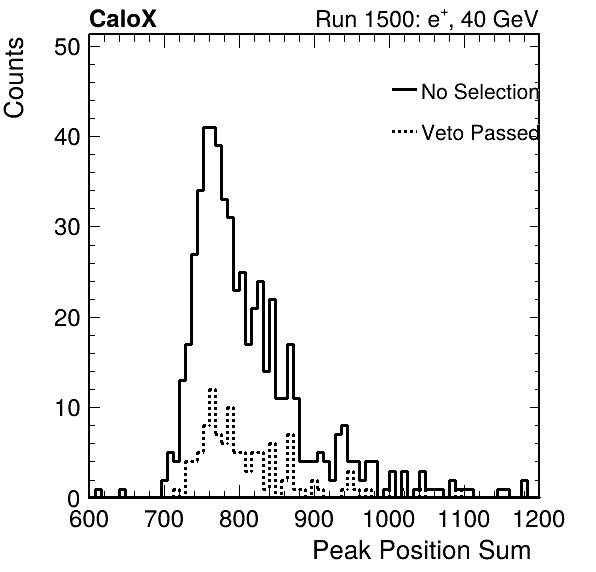 CaloX Run 1500: e⁺, 40 GeV
Counts
50
No Selection
40
Veto Passed
30
20
10
0
600 700 800 900 1000 1100 1200
Peak Position Sum